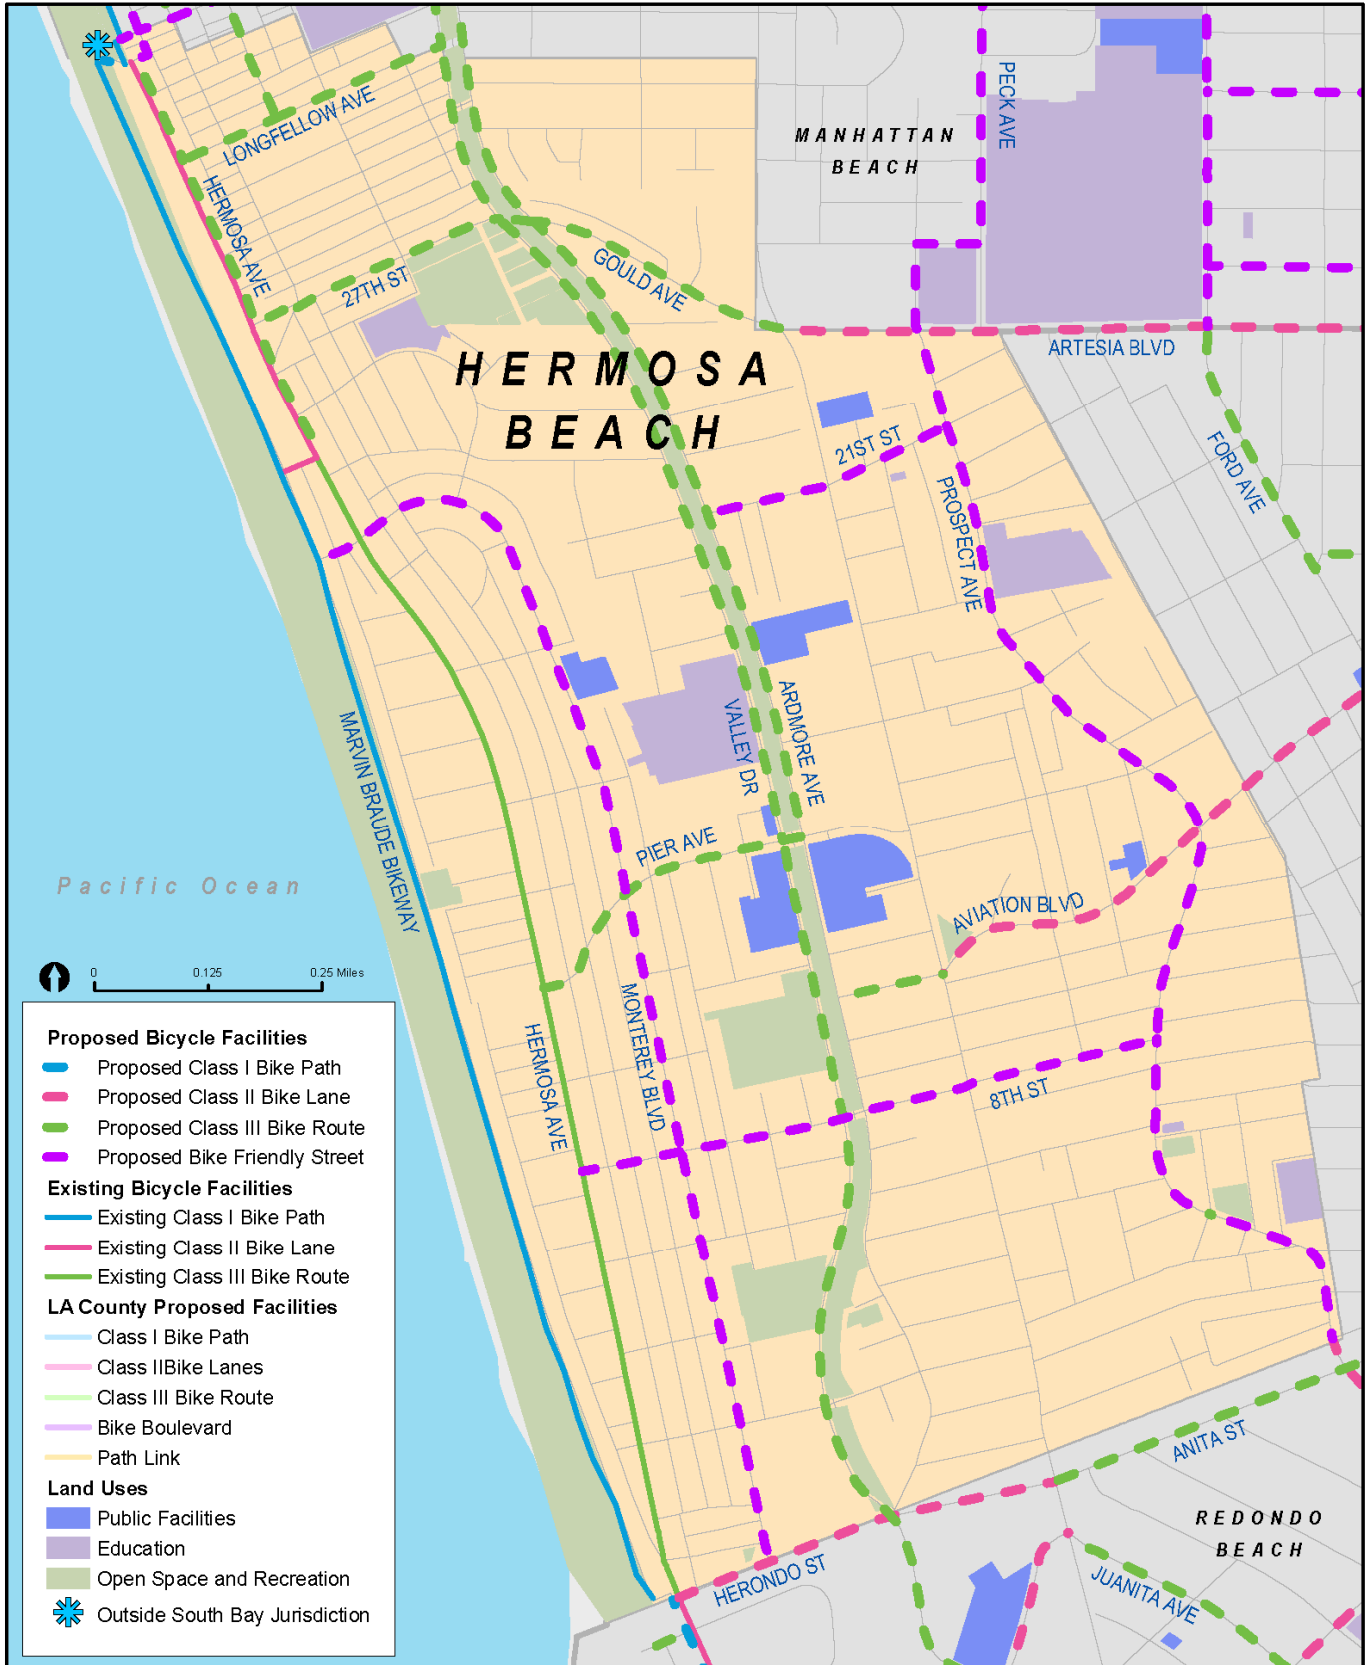 LONGFELLOW AVE
HERMOSA AVE
27TH ST
GOULD AVE
MANHATTAN
BEACH
PECK AVE
ARTESIA BLVD
HERMOSA
BEACH
21ST ST
PROSPECT AVE
FORD AVE
MARVIN BRAUDE BIKEWAY
VALLEY DR
ARDMORE AVE
PIER AVE
AVIATION BLVD
Pacific Ocean
0 0.125 0.25 Miles
HERMOSA AVE
MONTEREY BLVD
8TH ST
HERONDO ST
ANITA ST
REDONDO
BEACH
JUANITA AVE
Proposed Bicycle Facilities
Proposed Class I Bike Path
Proposed Class II Bike Lane
Proposed Class III Bike Route
Proposed Bike Friendly Street
Existing Bicycle Facilities
Existing Class I Bike Path
Existing Class II Bike Lane
Existing Class III Bike Route
LA County Proposed Facilities
Class I Bike Path
Class IIBike Lanes
Class III Bike Route
Bike Boulevard
Path Link
Land Uses
Public Facilities
Education
Open Space and Recreation
Outside South Bay Jurisdiction